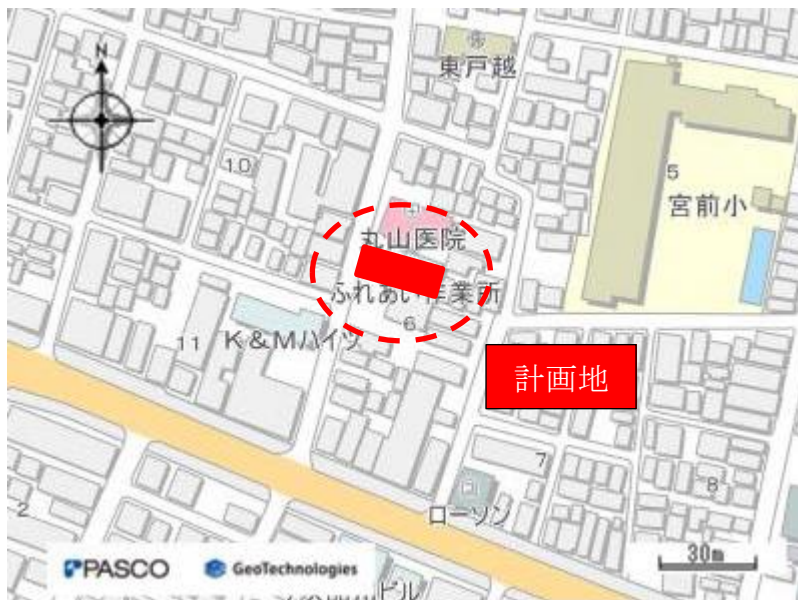 N
東戸越
10
5
宮前小
丸山医院
ふれあい作業所
6
11
K&Mハイツ
計画地
7
8
2
ローソン
30m
PASCO
GeoTechnologies
ビル